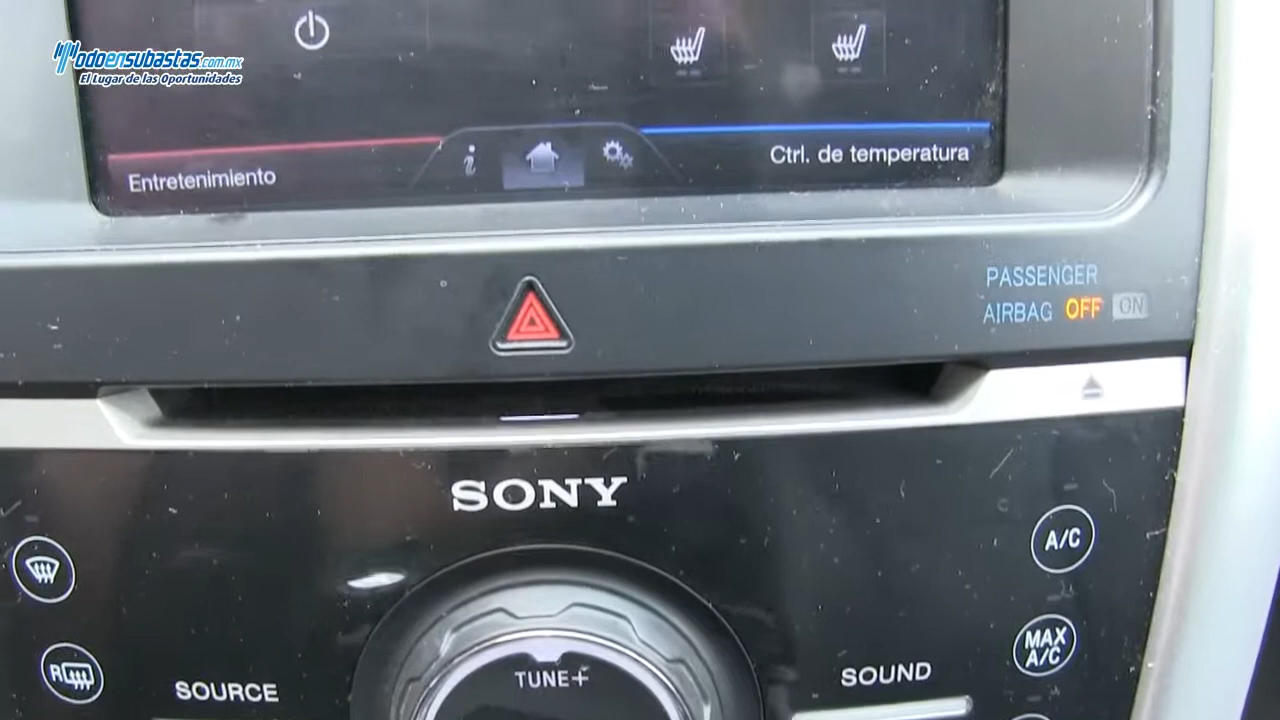 Todoensubastas.com.mx
El Lugar de las Oportunidades
Entretenimiento
Ctrl. de temperatura
PASSENGER
AIRBAG OFF ON
SONY
A/C
MAX
A/C
R
SOURCE
TUNE+
SOUND